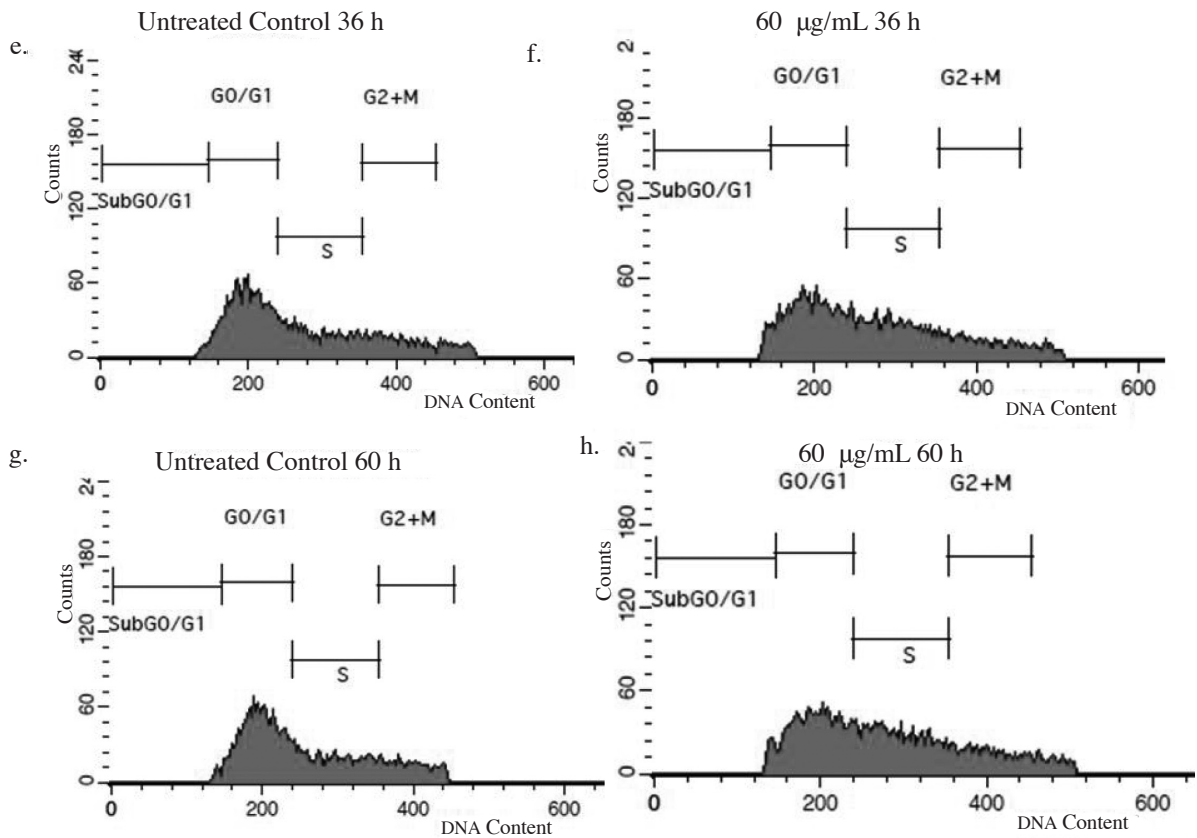 e.
Untreated Control 36 h
240
180
120
60
0
Counts
G0/G1
G2+M
SubG0/G1
S
0 200 400 600
DNA Content
f.
60 μg/mL 36 h
2
180
120
60
0
Counts
G0/G1
G2+M
SubG0/G1
S
0 200 400 600
DNA Content
g.
Untreated Control 60 h
24
180
120
60
0
Counts
G0/G1
G2+M
SubG0/G1
S
0 200 400 600
DNA Content
h.
60 μg/mL 60 h
2
180
120
60
0
Counts
G0/G1
G2+M
SubG0/G1
S
0 200 400 600
DNA Content